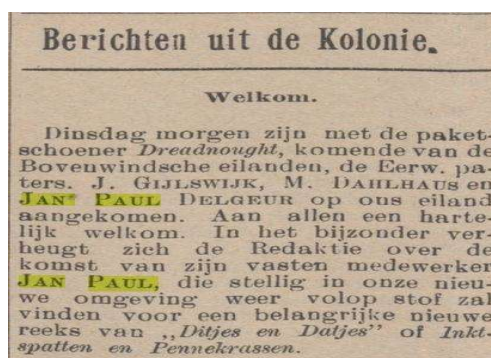 Berichten uit de Kolonie.
Welkom.
Dinsdag morgen zijn met de paket-
schoener Dreadnought, komende van de
Bovenwindsche eilanden, de Eerw. pa-
ters. J. GIJLSWIJK, M. DAHLHAUS en
JAN PAUL DELGEUR op ons eiland
aangekomen. Aan allen een harte-
lijk welkom. In het bijzonder ver-
heugt zich de Redaktie over de
komst van zijn vasten medewerker
JAN PAUL, die stellig in onze nieu-
we omgeving weer volop stof zal
vinden voor een belangrijke nieuwe
reeks van „Ditjes en Datjes” of Inkt-
spatten en Pennekrassen.